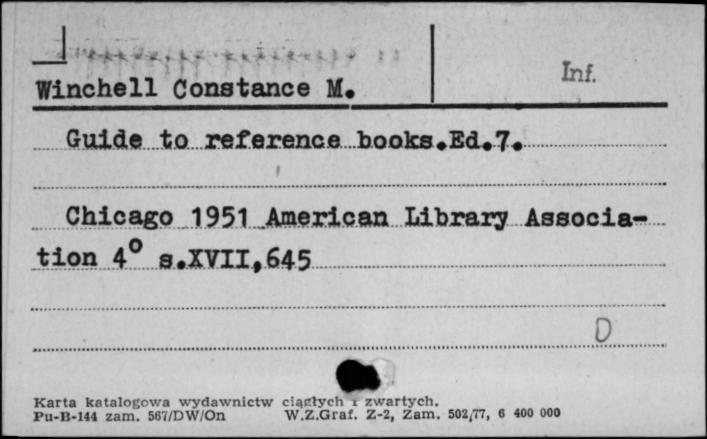 Inf.
Winchell Constance M.
Guide to reference books.Ed.7.
Chicago 1951 American Library Associa-
tion 4° s.XVII,645
D
Karta katalogowa wydawnictw ciągłych i zwartych.
Pu-B-144 zam. 567/DW/On W.Z.Graf. Z-2, Zam. 502/77, 6 400 000